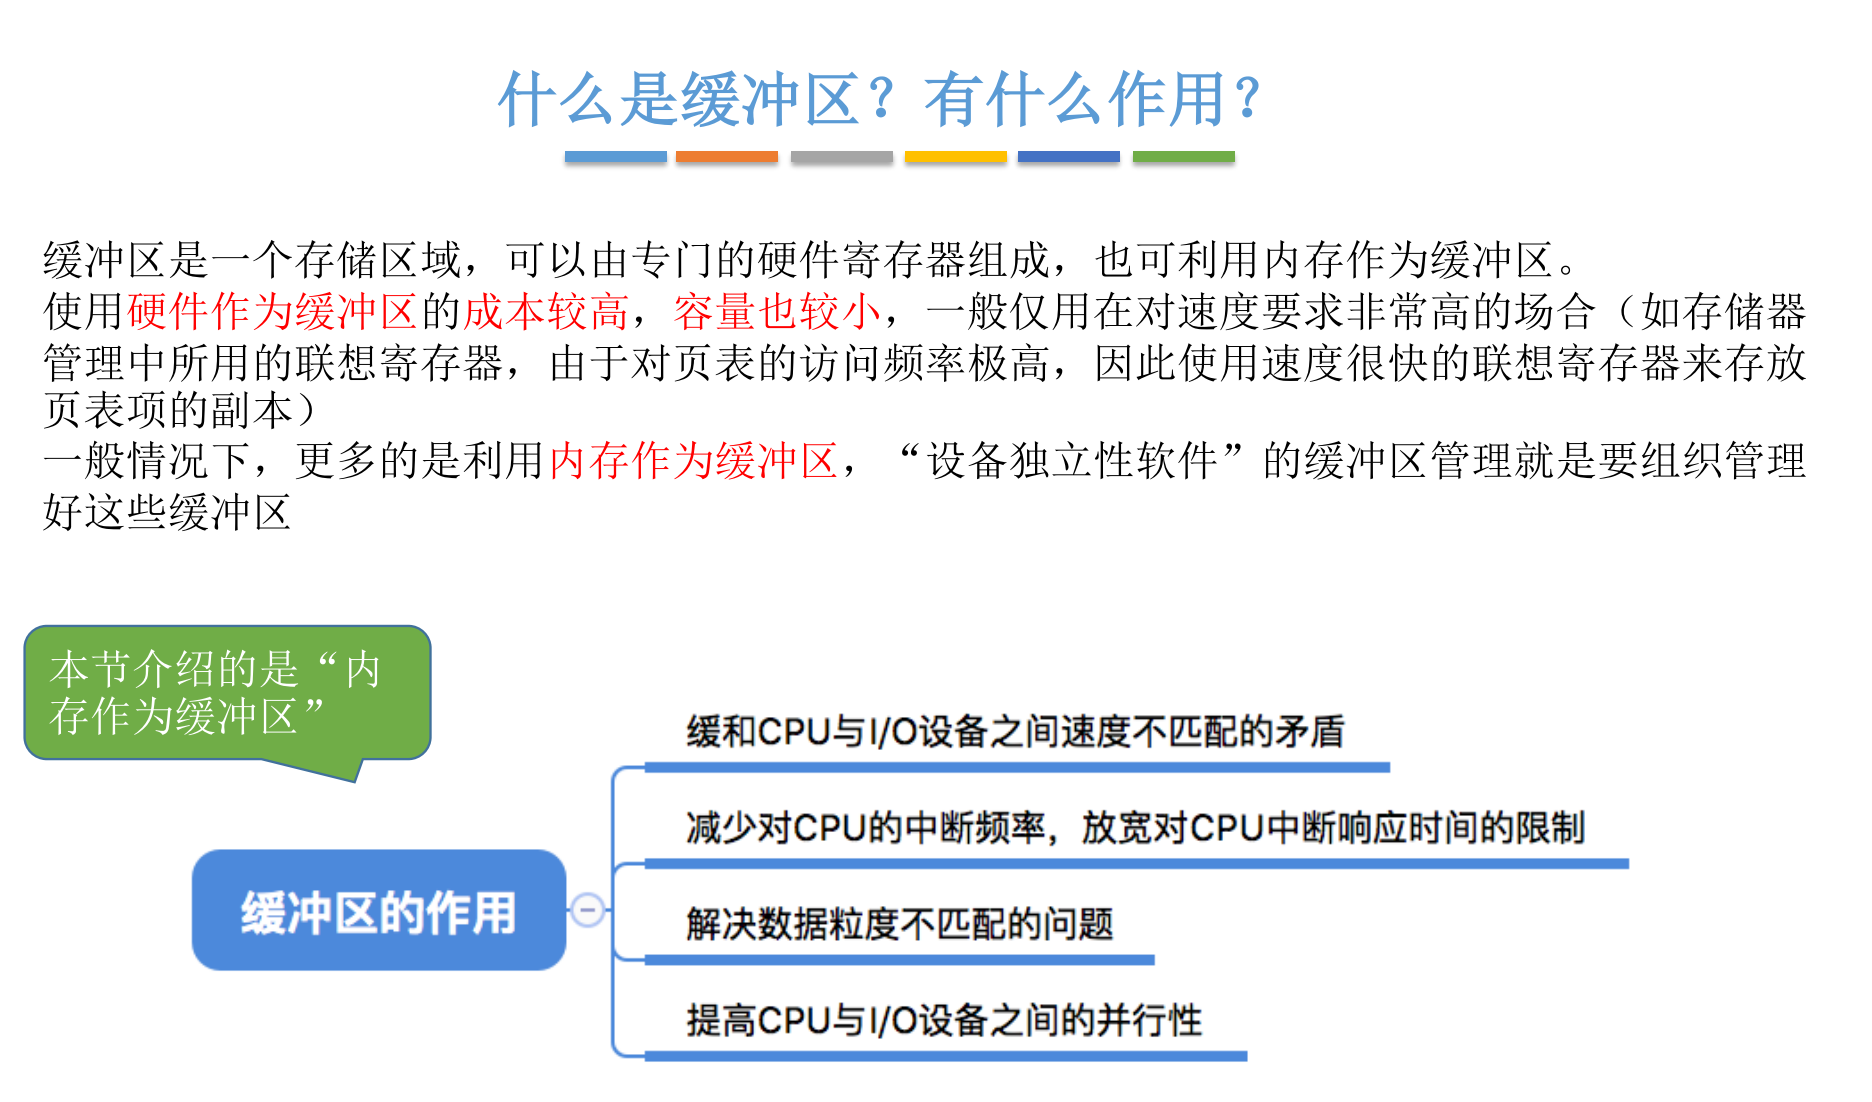 什么是缓冲区？有什么作用？
缓冲区是一个存储区域，可以由专门的硬件寄存器组成，也可利用内存作为缓冲区。
使用硬件作为缓冲区的成本较高，容量也较小，一般仅用在对速度要求非常高的场合（如存储器
管理中所用的联想寄存器，由于对页表的访问频率极高，因此使用速度很快的联想寄存器来存放
页表项的副本）
一般情况下，更多的是利用内存作为缓冲区，“设备独立性软件”的缓冲区管理就是要组织管理
好这些缓冲区
本节介绍的是“内
存作为缓冲区”
缓和CPU与I/O设备之间速度不匹配的矛盾
减少对CPU的中断频率，放宽对CPU中断响应时间的限制
缓冲区的作用
解决数据粒度不匹配的问题
提高CPU与I/O设备之间的并行性